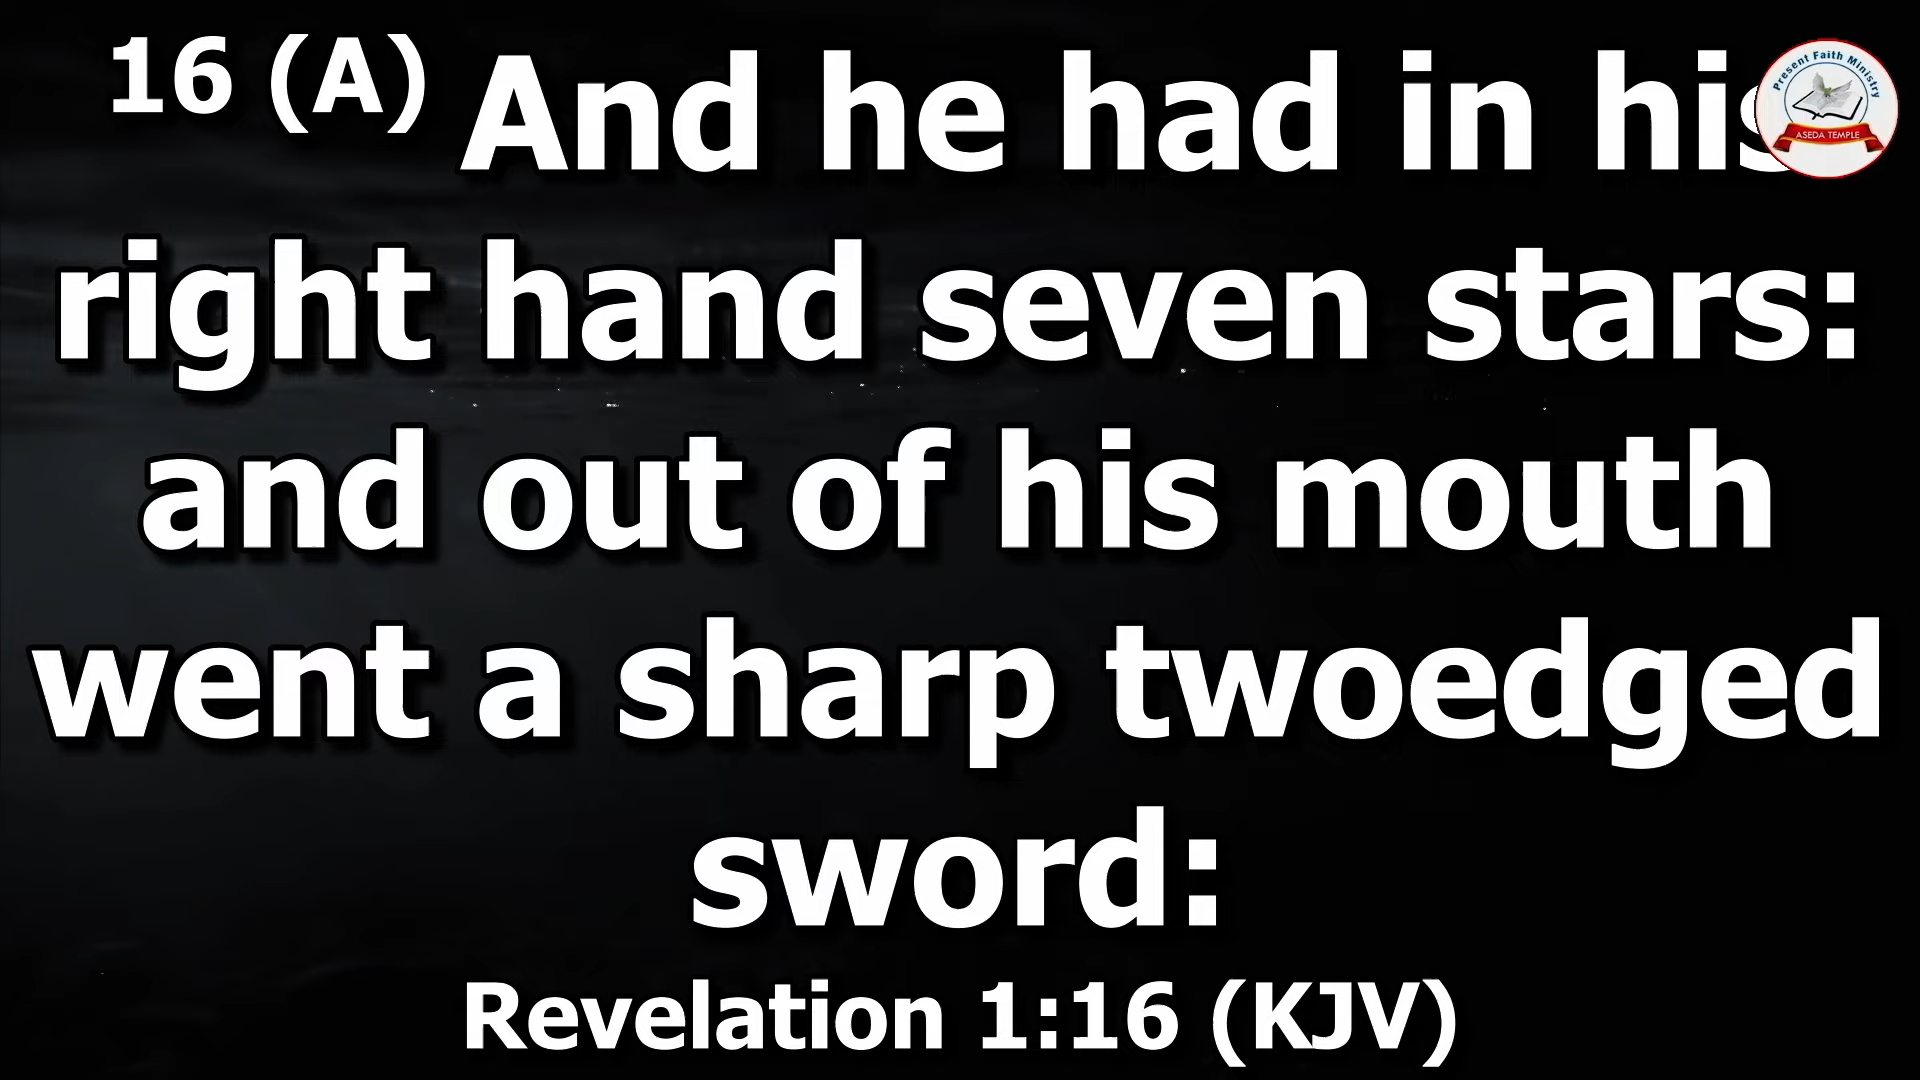 16 (A) And he had in his
right hand seven stars:
and out of his mouth
went a sharp twoedged
sword:
Revelation 1:16 (KJV)
Present Faith Ministry
ASEDA TEMPLE